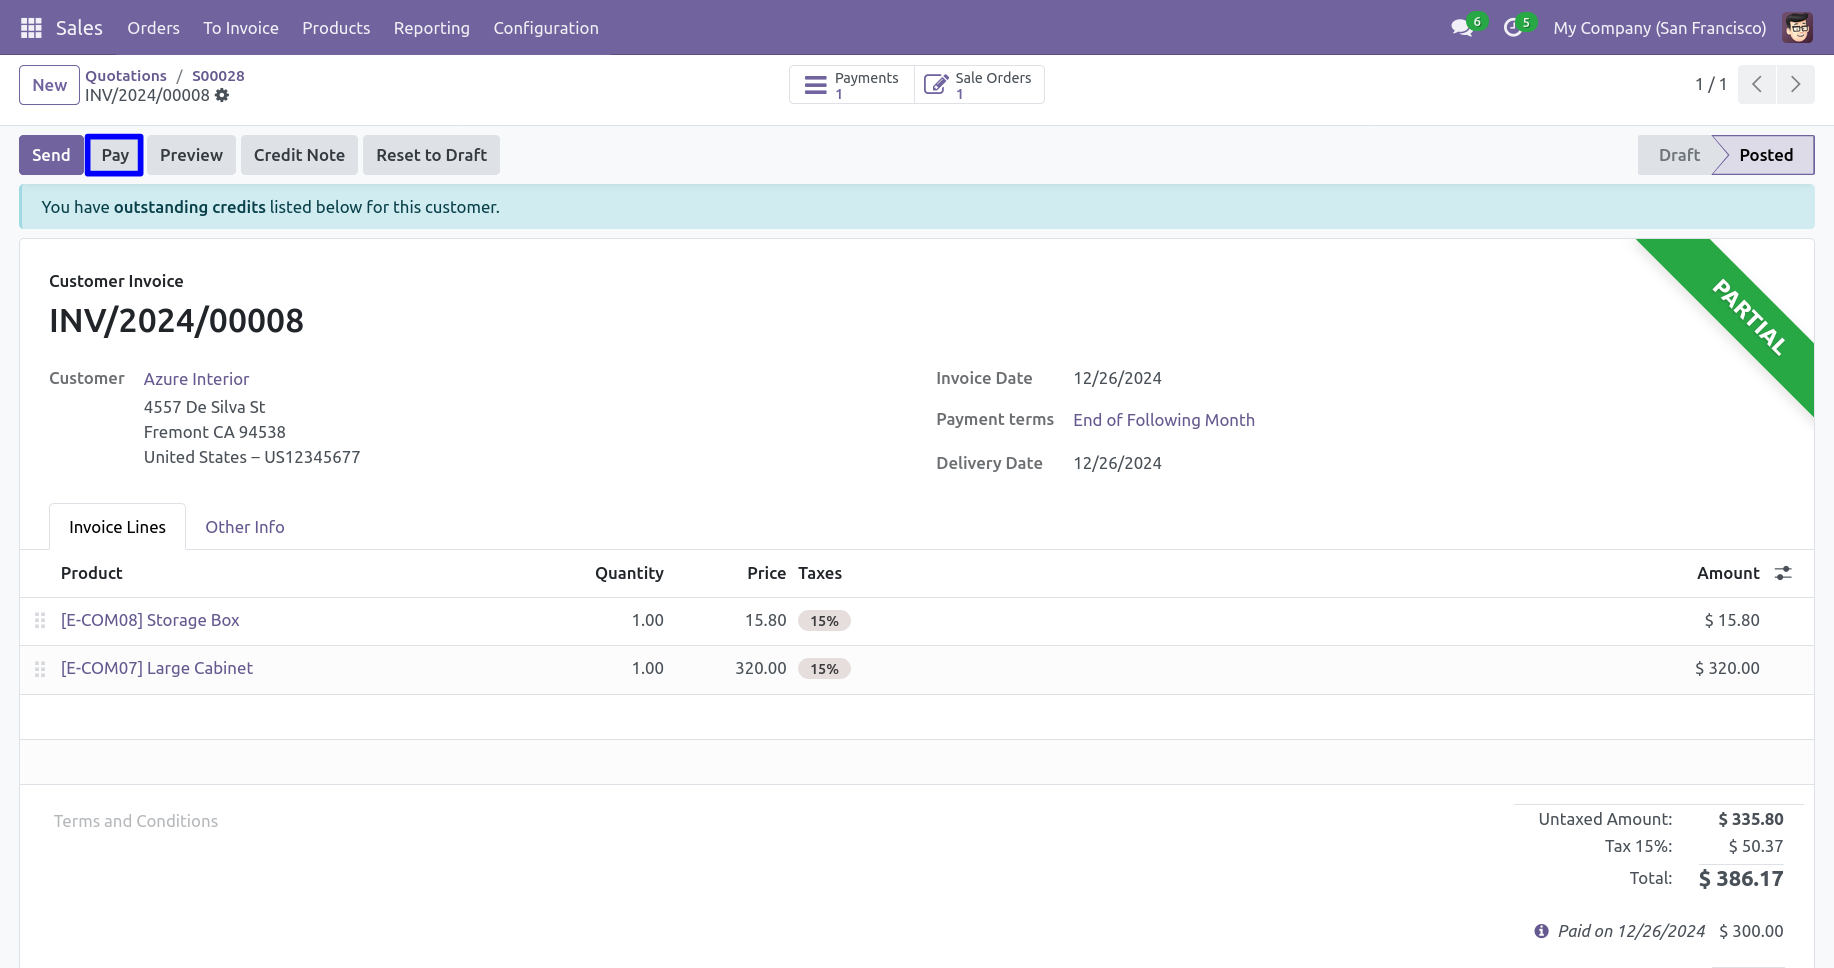 Sales Orders To Invoice Products Reporting Configuration 6 5 My Company (San Francisco)
New Quotations / S00028
INV/2024/00008
Payments
1
Sale Orders
1
1 / 1
Send Pay Preview Credit Note Reset to Draft Draft Posted
You have outstanding credits listed below for this customer.
PARTIAL
Customer Invoice
INV/2024/00008
Customer Azure Interior
4557 De Silva St
Fremont CA 94538
United States – US12345677
Invoice Date 12/26/2024
Payment terms End of Following Month
Delivery Date 12/26/2024
Invoice Lines Other Info
Product Quantity Price Taxes Amount
[E-COM08] Storage Box 1.00 15.80 15% $ 15.80
[E-COM07] Large Cabinet 1.00 320.00 15% $ 320.00
Terms and Conditions
Untaxed Amount: $ 335.80
Tax 15%: $ 50.37
Total: $ 386.17
Paid on 12/26/2024 $ 300.00